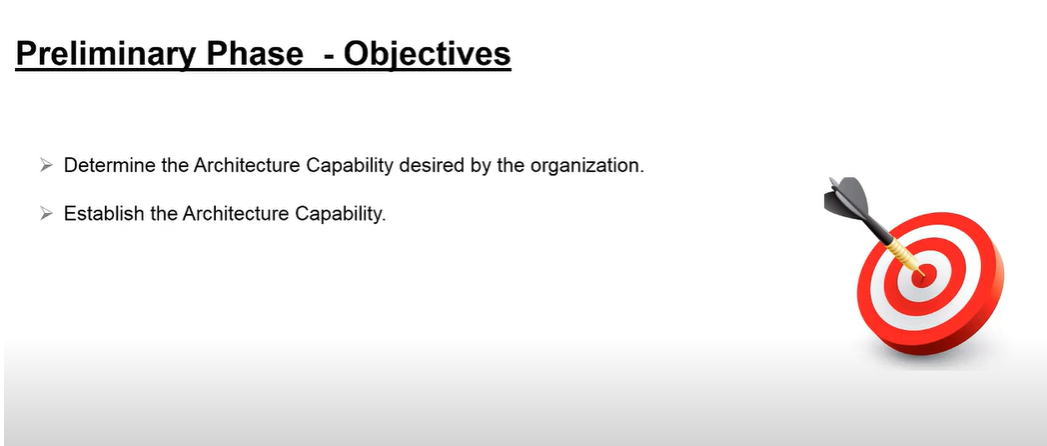 Preliminary Phase - Objectives
Determine the Architecture Capability desired by the organization.
Establish the Architecture Capability.